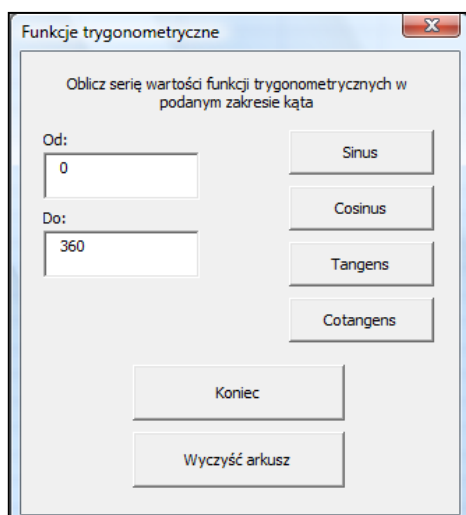 Funkcje trygonometryczne
Oblicz serię wartości funkcji trygonometrycznych w
podanym zakresie kąta
Od:
0
Do:
360
Sinus
Cosinus
Tangens
Cotangens
Koniec
Wyczyść arkusz